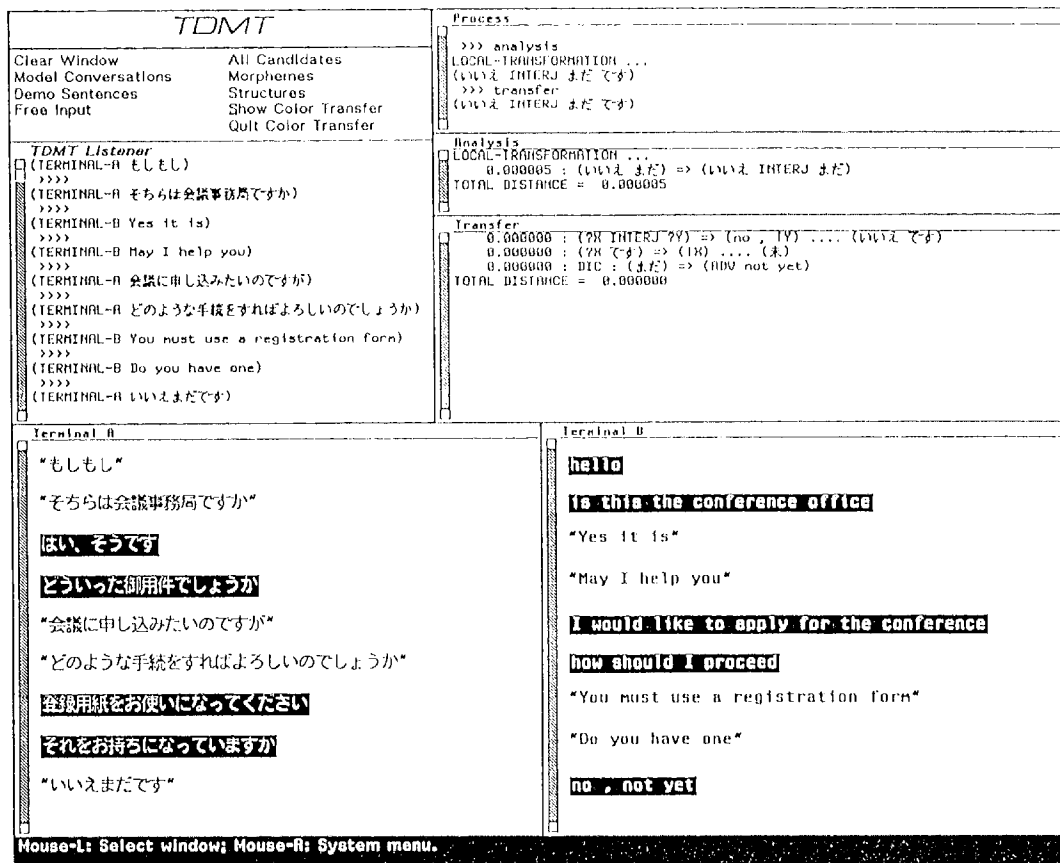 TDMT
Clear Window
Model Conversations
Demo Sentences
Free Input
All Candidates
Morphemes
Structures
Show Color Transfer
Quit Color Transfer
TDMT Listener
(TERMINAL-A もしもし)
>>>>
(TERMINAL-A そちらは会議事務局ですか)
>>>>
(TERMINAL-B Yes it is)
>>>>
(TERMINAL-B May I help you)
>>>>
(TERMINAL-A 会議に申し込みたいのですが)
>>>>
(TERMINAL-A どのような手続をすればよろしいのでしょうか)
>>>>
(TERMINAL-B You must use a registration form)
>>>>
(TERMINAL-B Do you have one)
>>>>
(TERMINAL-A いいえまだです)
Process
>>> analysis
LOCAL-TRANSFORMATION ...
(いいえ INTERJ まだ です)
>>> transfer
(いいえ INTERJ まだ です)
Analysis
LOCAL-TRANSFORMATION ...
0.000005 : (いいえ まだ) => (いいえ INTERJ まだ)
TOTAL DISTANCE = 0.000005
Transfer
0.000000 : (?X INTERJ ?Y) => (no , !Y) .... (いいえ です)
0.000000 : (?X です) => (!X) .... (未)
0.000000 : DIC : (まだ) => (ADV not yet)
TOTAL DISTANCE = 0.000000
Terminal A
"もしもし"
"そちらは会議事務局ですか"
はい、そうです
どういった御用件でしょうか
"会議に申し込みたいのですが"
"どのような手続をすればよろしいのでしょうか"
登録用紙をお使いになってください
それをお持ちになっていますか
"いいえまだです"
Terminal B
hello
is this the conference office
"Yes it is"
"May I help you"
I would like to apply for the conference
how should I proceed
"You must use a registration form"
"Do you have one"
no , not yet
Mouse-L: Select window; Mouse-R: System menu.